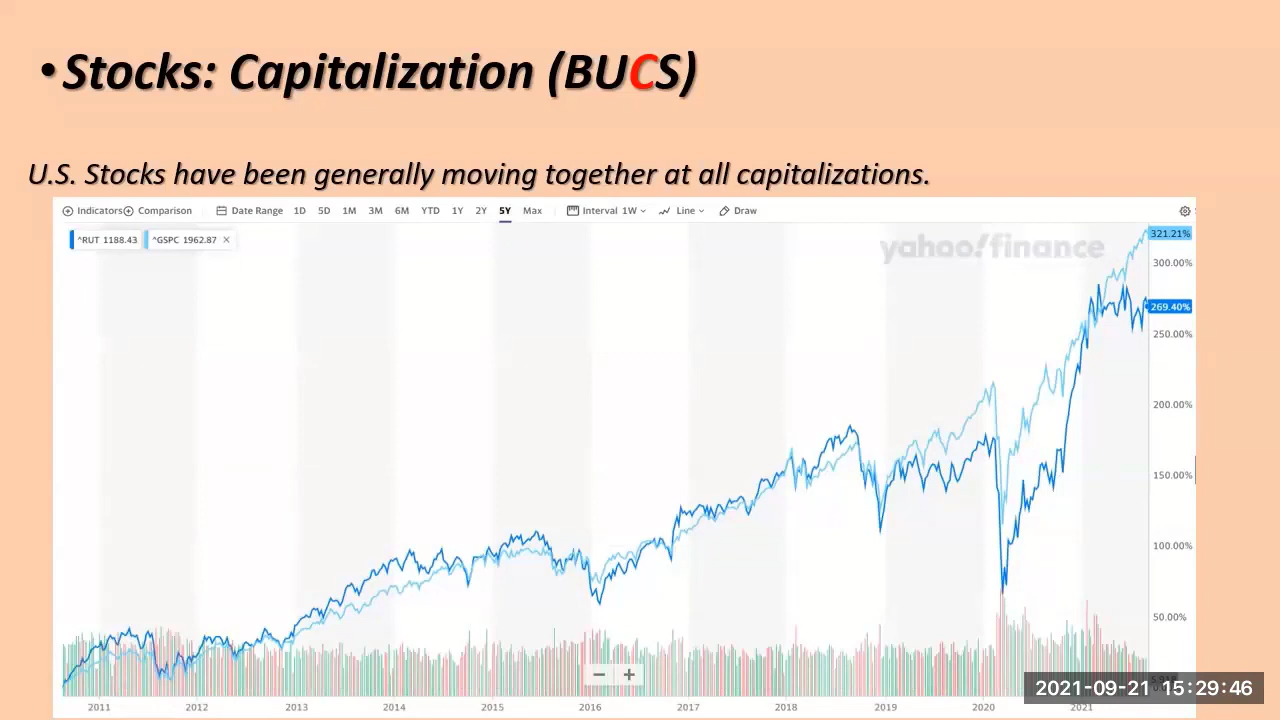 • Stocks: Capitalization (BUCS)
U.S. Stocks have been generally moving together at all capitalizations.
Indicators Comparison Date Range 1D 5D 1M 3M 6M YTD 1Y 2Y 5Y Max Interval 1W Line Draw
^RUT 1188.43 ^GSPC 1962.87 ×
yahoo!finance
321.21%
300.00%
269.40%
250.00%
200.00%
150.00%
100.00%
50.00%
2021-09-21 15:29:46
2011 2012 2013 2014 2015 2016 2017 2018 2019 2020 2021